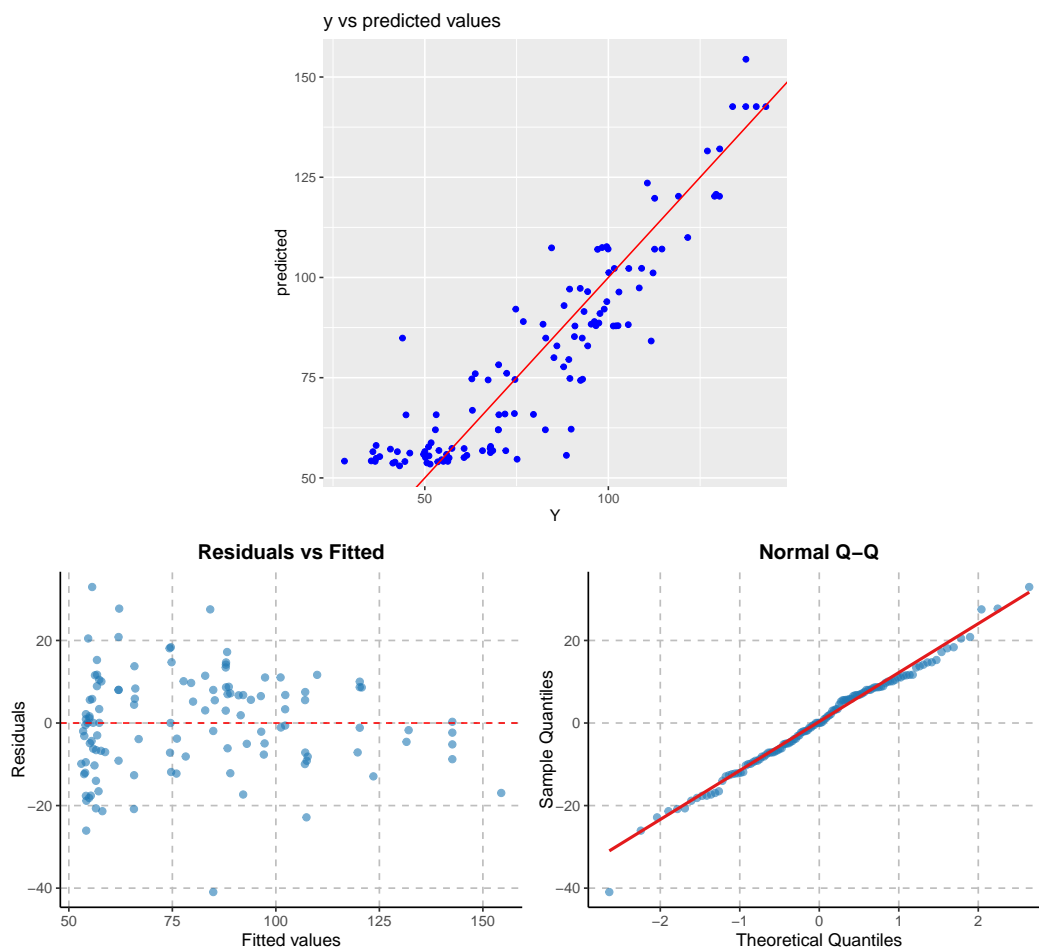 y vs predicted values
150
125
100
75
50
predicted
50
100
Y
Residuals vs Fitted
20
0
−20
−40
Residuals
50
75
100
125
150
Fitted values
Normal Q−Q
20
0
−20
−40
Sample Quantiles
−2
−1
0
1
2
Theoretical Quantiles